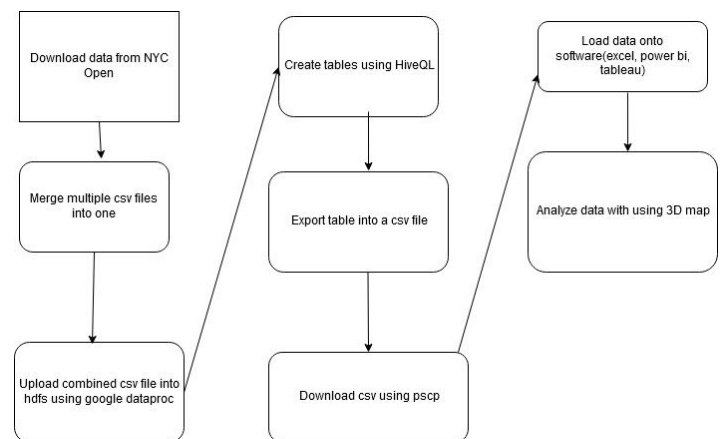 Download data from NYC
Open
Merge multiple csv files
into one
Upload combined csv file into
hdfs using google dataproc
Create tables using HiveQL
Export table into a csv file
Download csv using pscp
Load data onto
software(excel, power bi,
tableau)
Analyze data with using 3D map